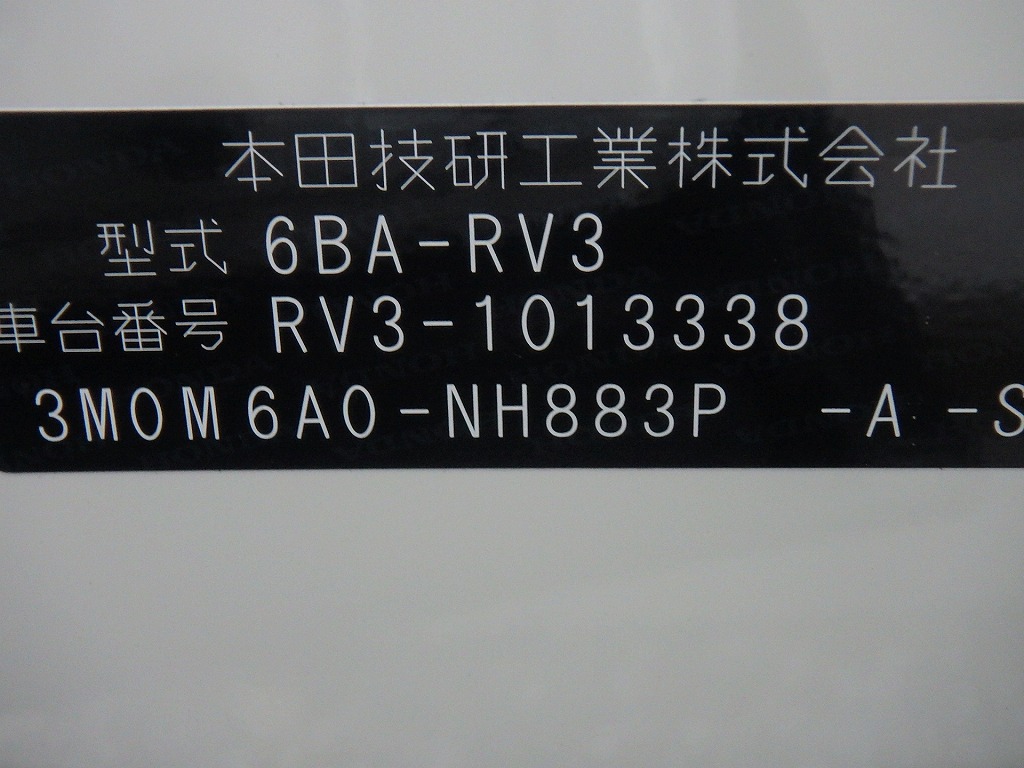 本田技研工業株式会社
型式 6BA-RV3
車台番号 RV3-1013338
3M0M6A0-NH883P -A -S